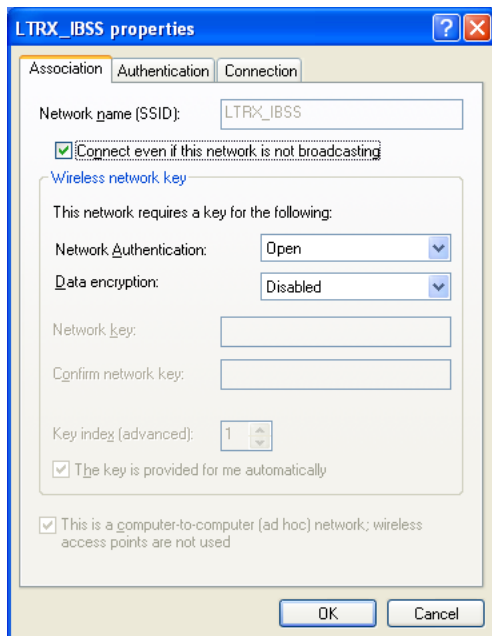 LTRX_IBSS properties
Association Authentication Connection
Network name (SSID): LTRX_IBSS
Connect even if this network is not broadcasting
Wireless network key
This network requires a key for the following:
Network Authentication: Open
Data encryption: Disabled
Network key:
Confirm network key:
Key index (advanced): 1
The key is provided for me automatically
This is a computer-to-computer (ad hoc) network; wireless
access points are not used
OK Cancel